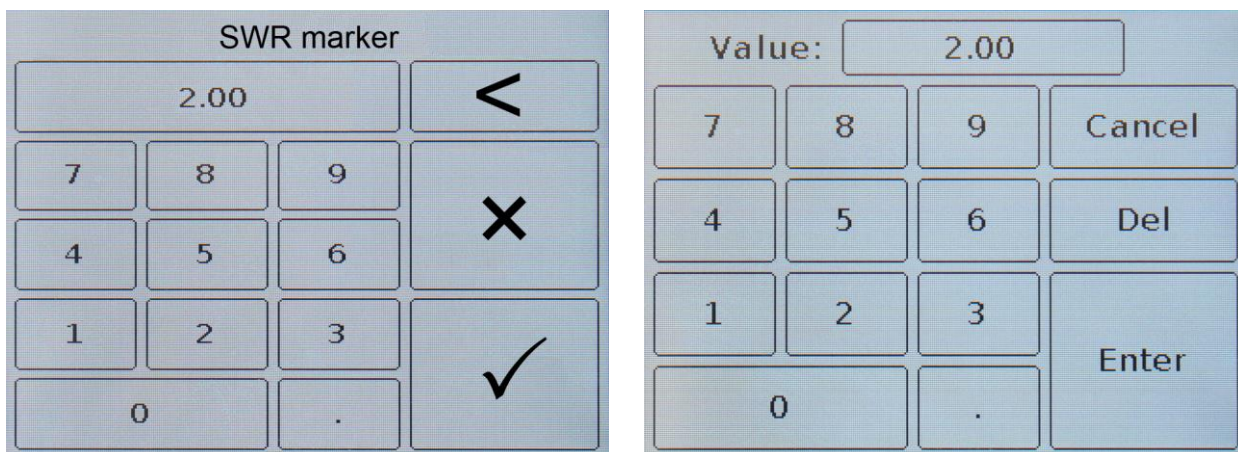 SWR marker
2.00 <
7 8 9
×
4 5 6
1 2 3
✓
0 .
Value: 2.00
7 8 9 Cancel
4 5 6 Del
1 2 3
Enter
0 .